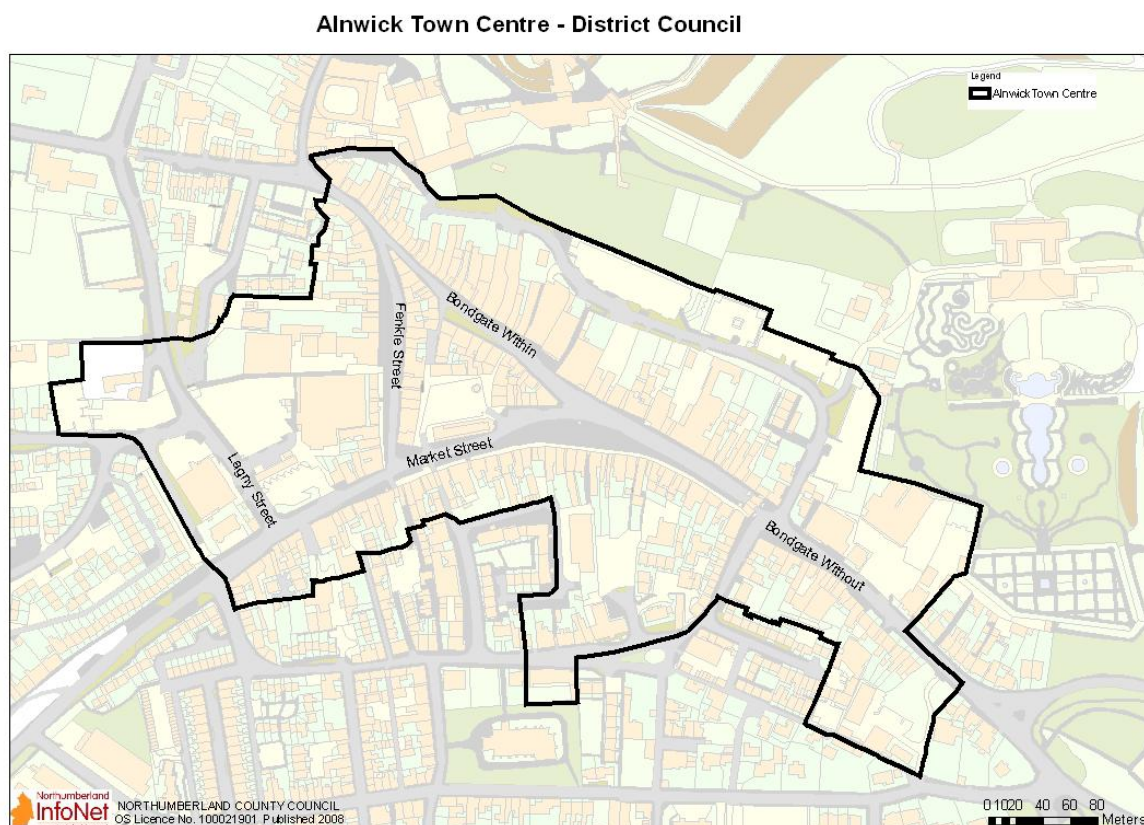 Alnwick Town Centre - District Council
Legend
Alnwick Town Centre
Fenkle Street
Bondgate Within
Market Street
Lagny Street
Bondgate Without
Northumberland
InfoNet
NORTHUMBERLAND COUNTY COUNCIL
OS Licence No. 100021901 Published 2008
0 10 20 40 60 80
Meters